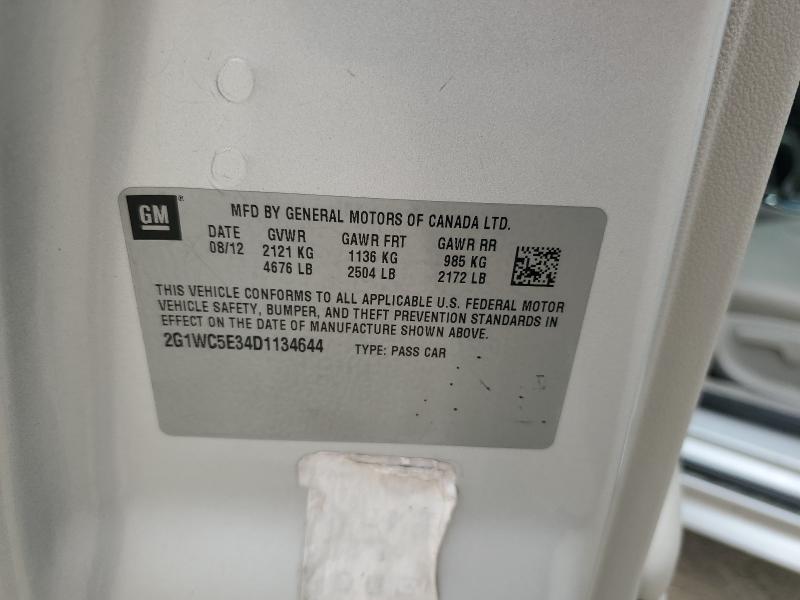 GM® MFD BY GENERAL MOTORS OF CANADA LTD.
DATE GVWR GAWR FRT GAWR RR
08/12 2121 KG 1136 KG 985 KG
4676 LB 2504 LB 2172 LB
THIS VEHICLE CONFORMS TO ALL APPLICABLE U.S. FEDERAL MOTOR
VEHICLE SAFETY, BUMPER, AND THEFT PREVENTION STANDARDS IN
EFFECT ON THE DATE OF MANUFACTURE SHOWN ABOVE.
2G1WC5E34D1134644 TYPE: PASS CAR